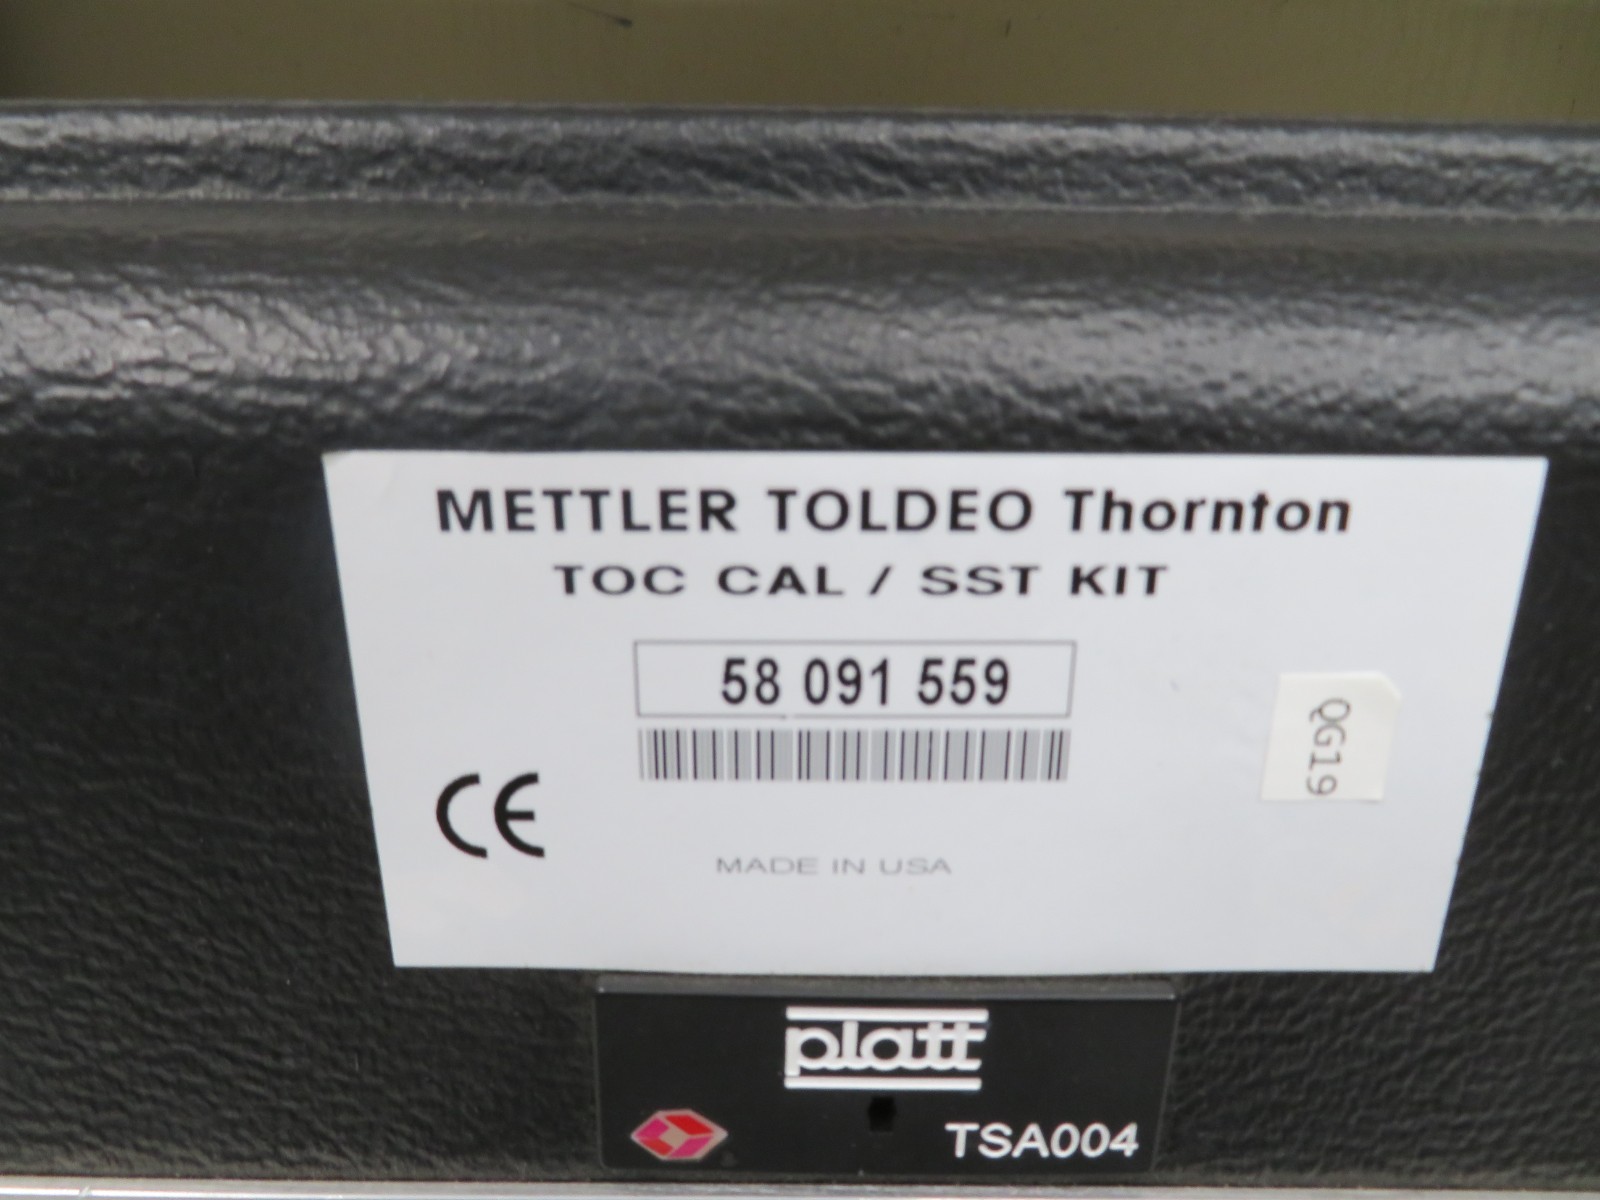 METTLER TOLDEO Thornton
TOC CAL / SST KIT
58 091 559
QG19
CE
MADE IN USA
platt
TSA004